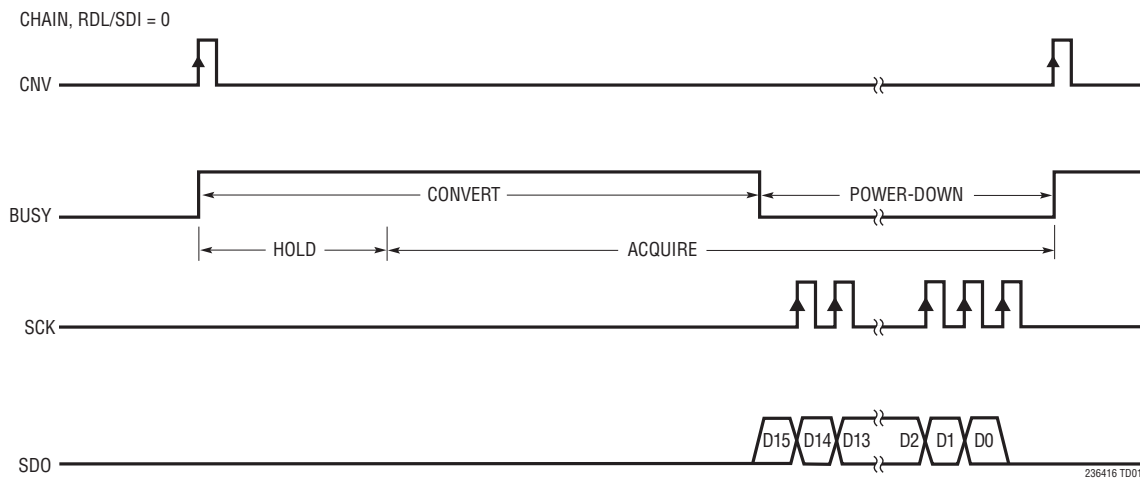 CHAIN, RDL/SDI = 0
CNV
CONVERT
POWER-DOWN
BUSY
HOLD
ACQUIRE
SCK
D15 D14 D13 D2 D1 D0
SDO
236416 TD01